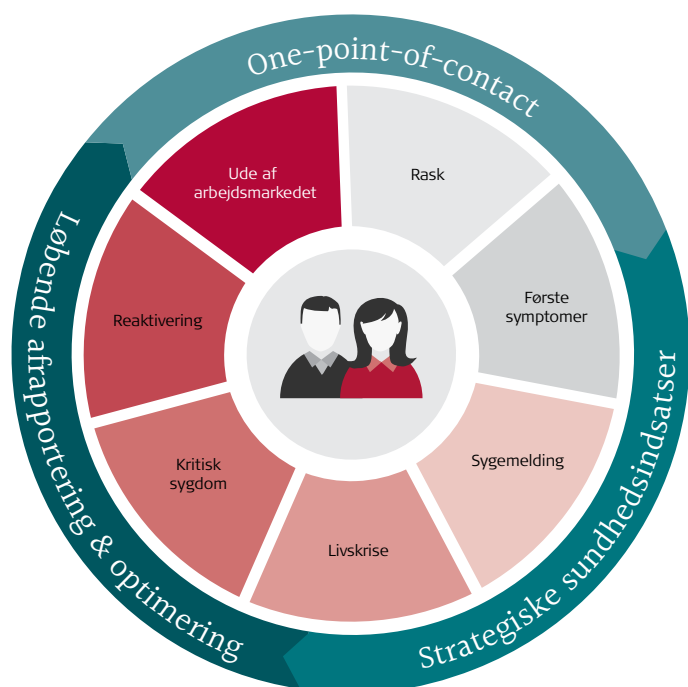 One-point-of-contact
Ude af
arbejdsmarkedet
Rask
Første
symptomer
Sygemelding
Livskrise
Kritisk
sygdom
Reaktivering
Strategiske sundhedsindsatser
Løbende afrapportering & optimering